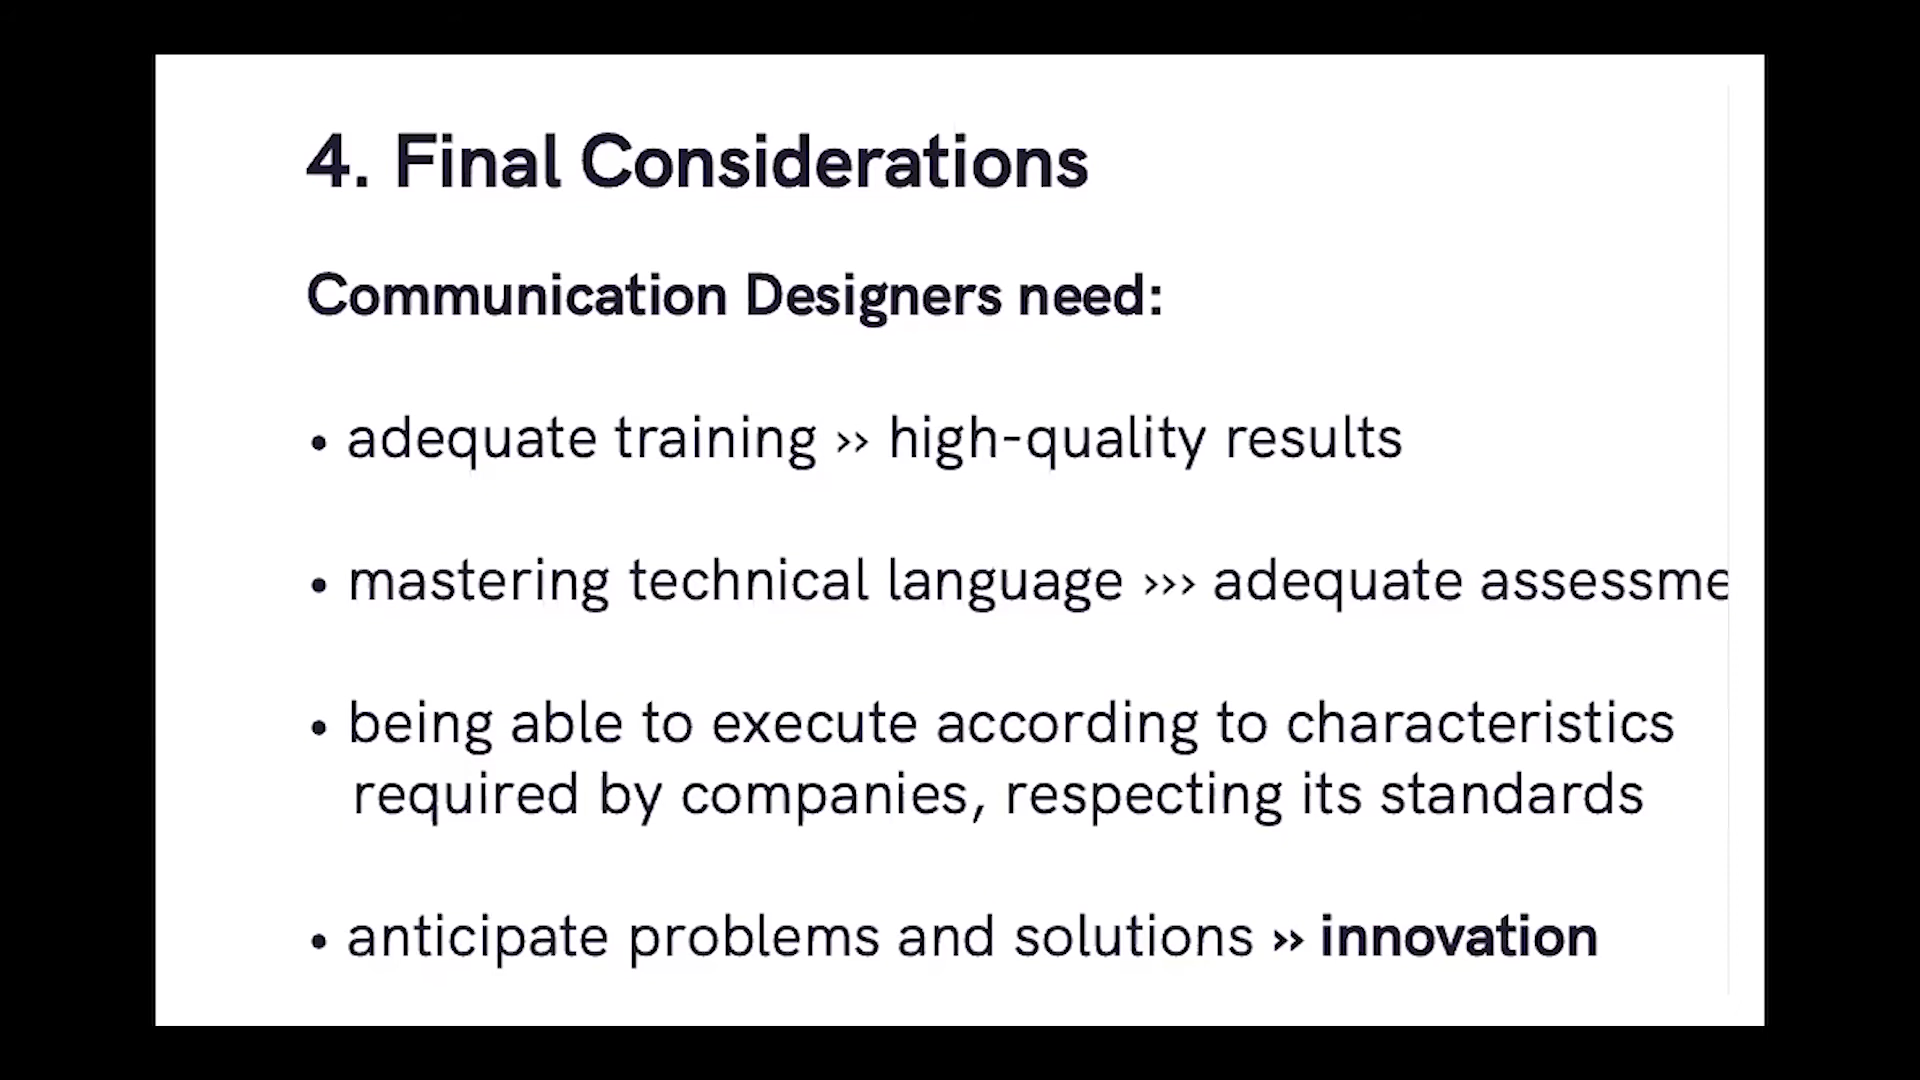 4. Final Considerations
Communication Designers need:
• adequate training ›› high-quality results
• mastering technical language ››› adequate assessme
• being able to execute according to characteristics
required by companies, respecting its standards
• anticipate problems and solutions ›› innovation